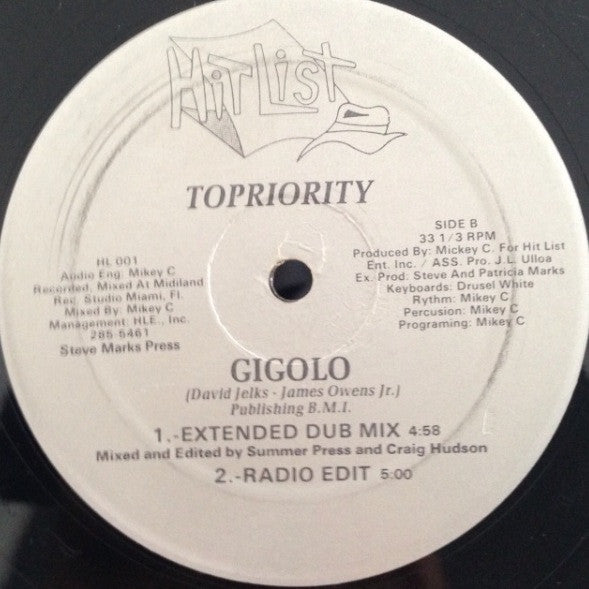 HIT LIST
TOPRIORITY
HL 001
Audio Eng: Mikey C
Recorded, Mixed At Midiland
Rec. Studio Miami, Fl.
Mixed By: Mikey C
Management: HLE., Inc.
285-5461
Steve Marks Press
SIDE B
33 1/3 RPM
Produced By: Mickey C. For Hit List
Ent. Inc. / ASS. Pro. J.L. Ulloa
Ex. Prod: Steve And Patricia Marks
Keyboards: Drusel White
Rythm: Mikey C
Percusion: Mikey C
Programing: Mikey C
GIGOLO
(David Jelks - James Owens Jr.)
Publishing B.M.I.
1.-EXTENDED DUB MIX 4:58
Mixed and Edited by Summer Press and Craig Hudson
2.-RADIO EDIT 5:00